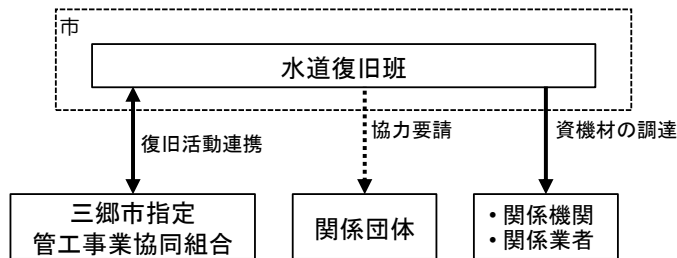 市
水道復旧班
復旧活動連携
協力要請
資機材の調達
三郷市指定
管工事業協同組合
関係団体
・関係機関
・関係業者